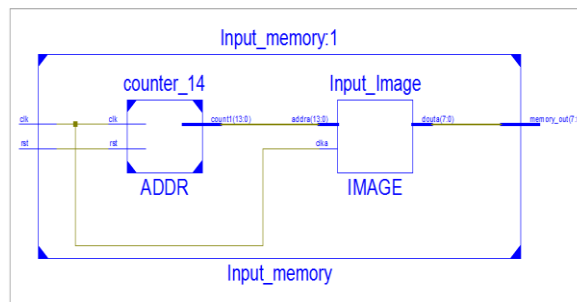 Input_memory:1
counter_14
Input_Image
clk
clk
count1(13:0)
addra(13:0)
douta(7:0)
memory_out(7:
rst
rst
clka
ADDR
IMAGE
Input_memory